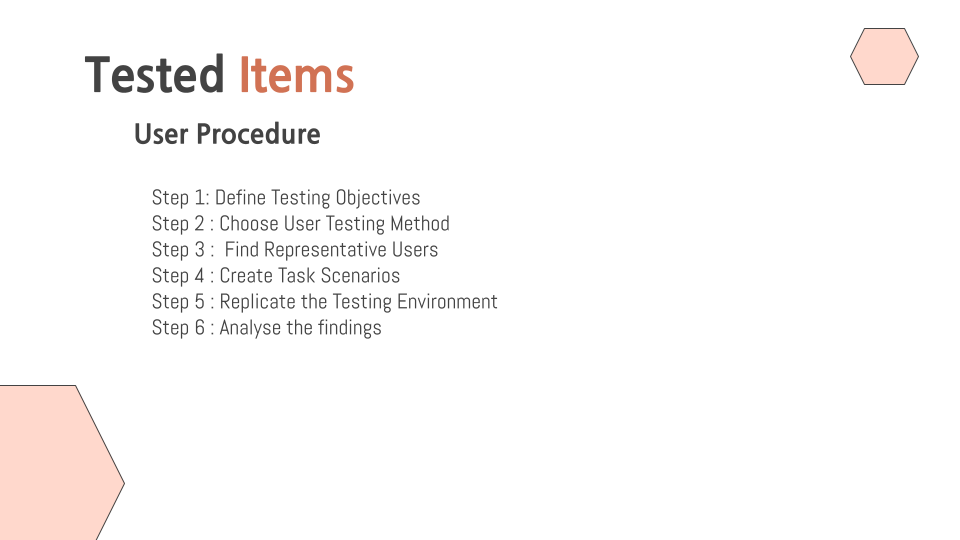 Tested Items
User Procedure
Step 1: Define Testing Objectives
Step 2 : Choose User Testing Method
Step 3 :  Find Representative Users
Step 4 : Create Task Scenarios
Step 5 : Replicate the Testing Environment
Step 6 : Analyse the findings